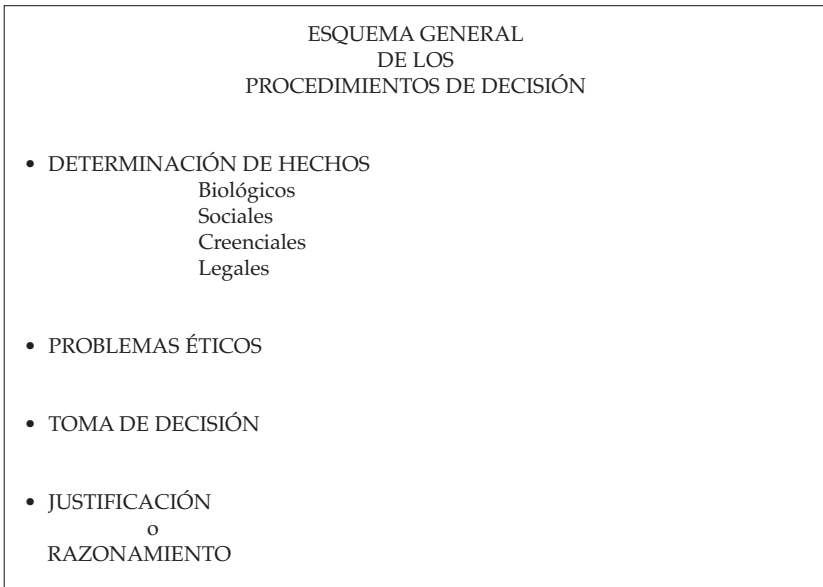 ESQUEMA GENERAL
DE LOS
PROCEDIMIENTOS DE DECISIÓN
• DETERMINACIÓN DE HECHOS
Biológicos
Sociales
Creenciales
Legales
• PROBLEMAS ÉTICOS
• TOMA DE DECISIÓN
• JUSTIFICACIÓN
o
RAZONAMIENTO